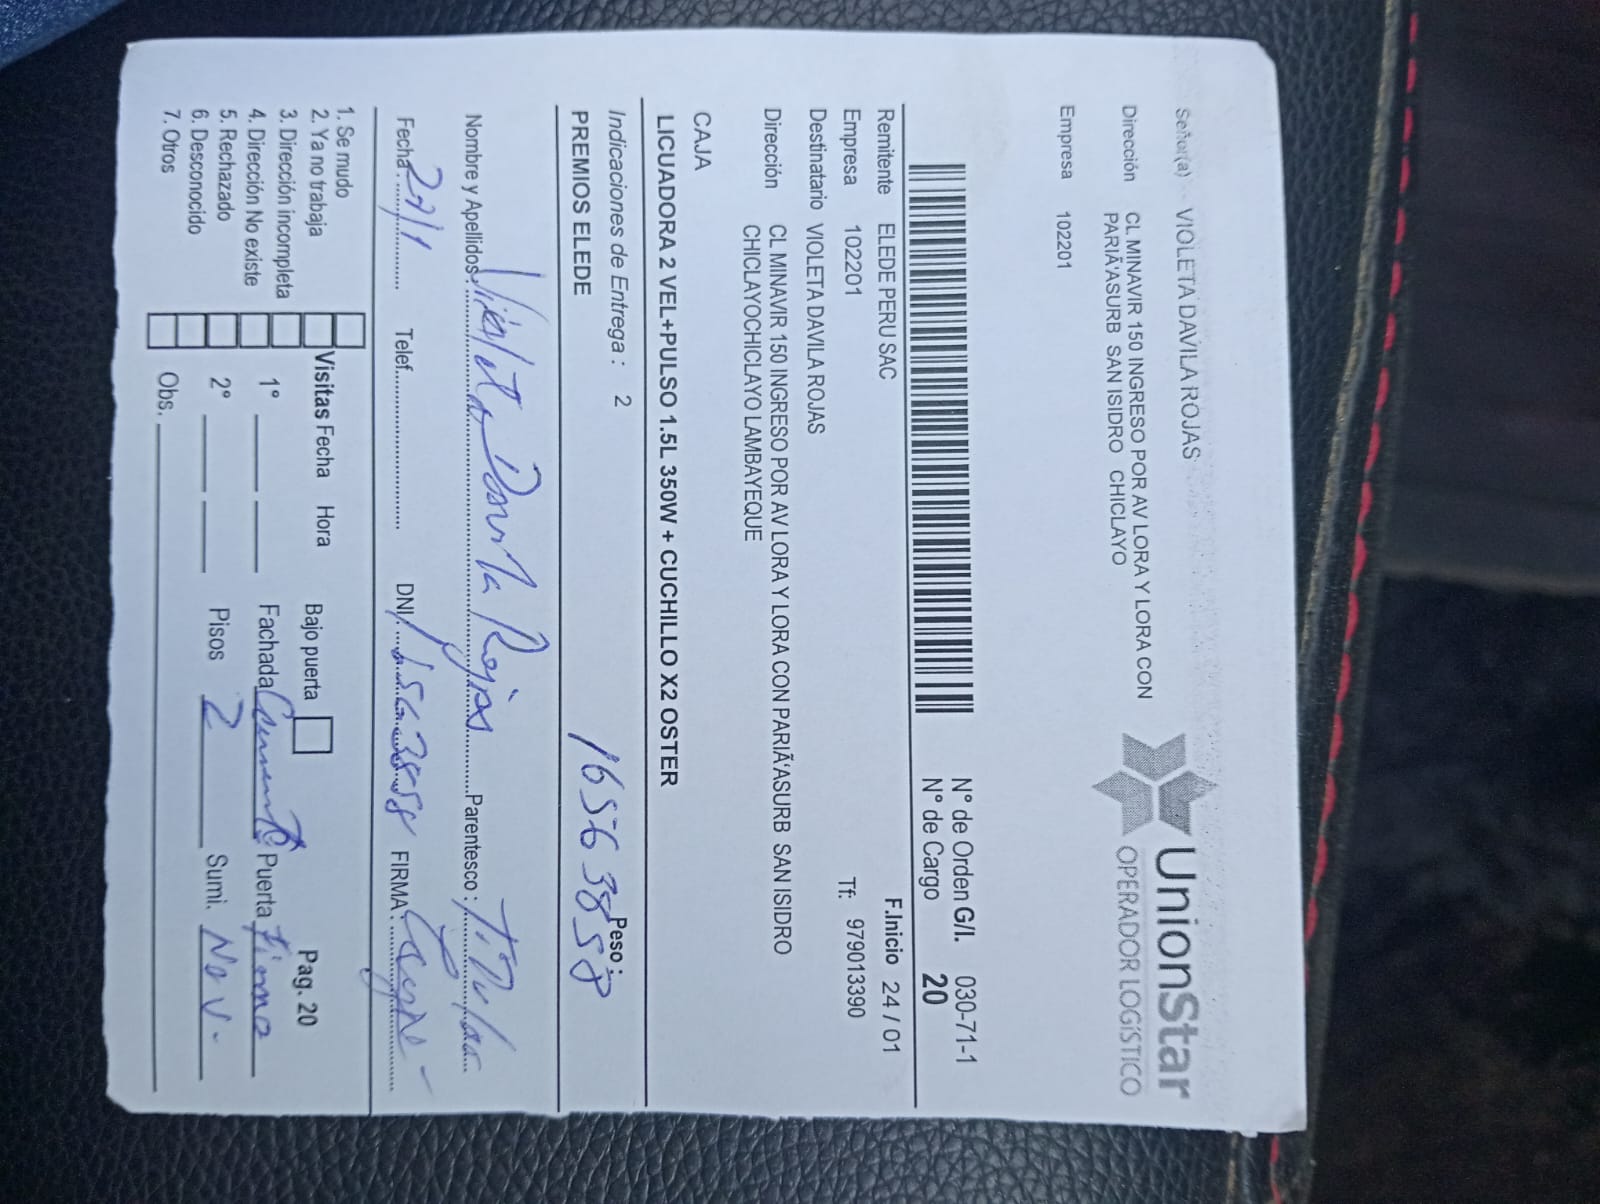 Señor(a) VIOLETA DAVILA ROJAS
Dirección CL MINAVIR 150 INGRESO POR AV LORA Y LORA CON
PARIÃ‘ASURB SAN ISIDRO CHICLAYO
Empresa 102201
UnionStar
OPERADOR LOGÍSTICO
N° de Orden G/I. 030-71-1
N° de Cargo 20
Remitente ELEDE PERU SAC F.Inicio 24 / 01
Empresa 102201 Tf: 979013390
Destinatario VIOLETA DAVILA ROJAS
Dirección CL MINAVIR 150 INGRESO POR AV LORA Y LORA CON PARIÃ‘ASURB SAN ISIDRO
CHICLAYOCHICLAYO LAMBAYEQUE
CAJA
LICUADORA 2 VEL+PULSO 1.5L 350W + CUCHILLO X2 OSTER
Indicaciones de Entrega : 2 Peso :
PREMIOS ELEDE 16563858
Nombre y Apellidos: Violeta Davila Rojas Parentesco : Titular
Fecha: 27/1 Telef. DNI 16563858 FIRMA:
1. Se mudo
2. Ya no trabaja
3. Dirección incompleta
4. Dirección No existe
5. Rechazado
6. Desconocido
7. Otros
Visitas Fecha Hora
1°
2°
Obs.
Bajo puerta Pag. 20
Fachada Puerta
Pisos 2 Sumi. N.V.